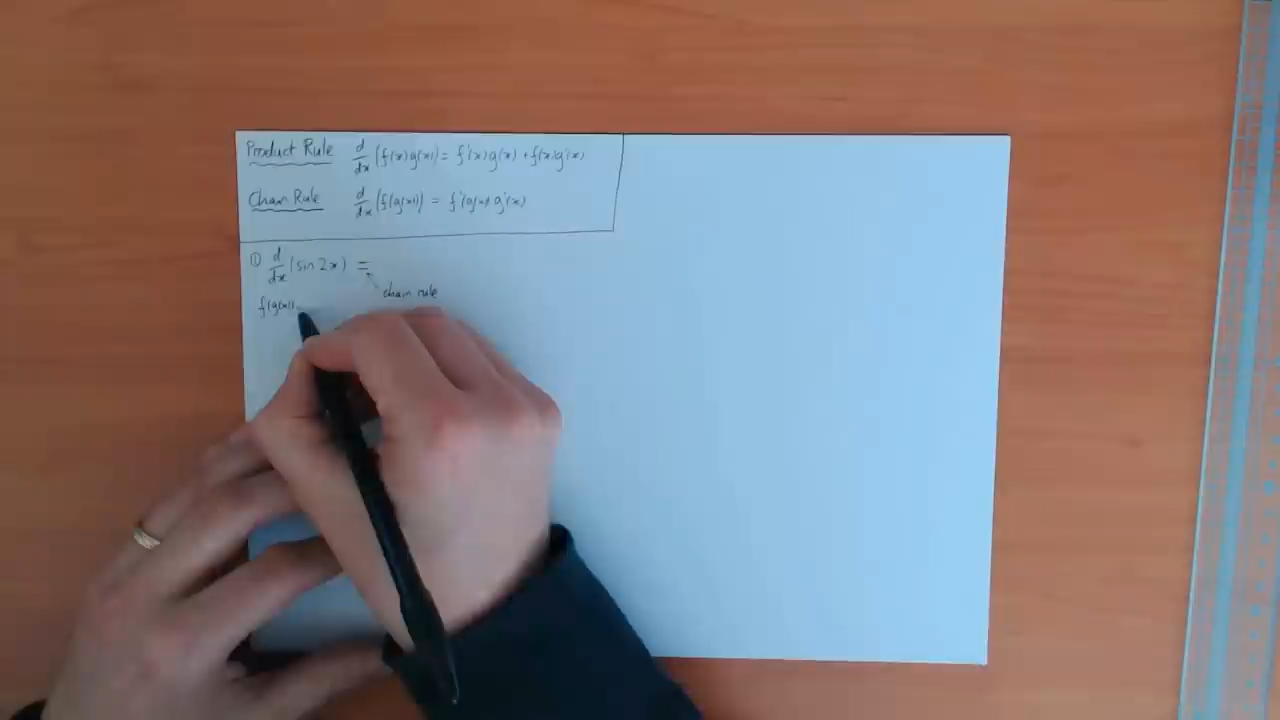 Product Rule d/dx (f(x)g(x)) = f'(x)g(x) + f(x)g'(x)
Chain Rule d/dx (f(g(x))) = f'(g(x)) g'(x)
① d/dx (sin 2x) =
chain rule
f(g(x)) =